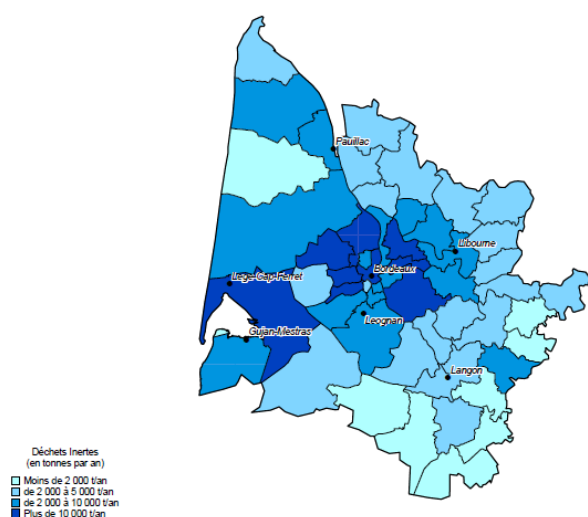 Pauillac
Libourne
Bordeaux
Lege-Cap-Ferret
Leognan
Gujan-Mestras
Langon
Déchets Inertes
(en tonnes par an)
Moins de 2 000 t/an
de 2 000 à 5 000 t/an
de 2 000 à 10 000 t/an
Plus de 10 000 t/an